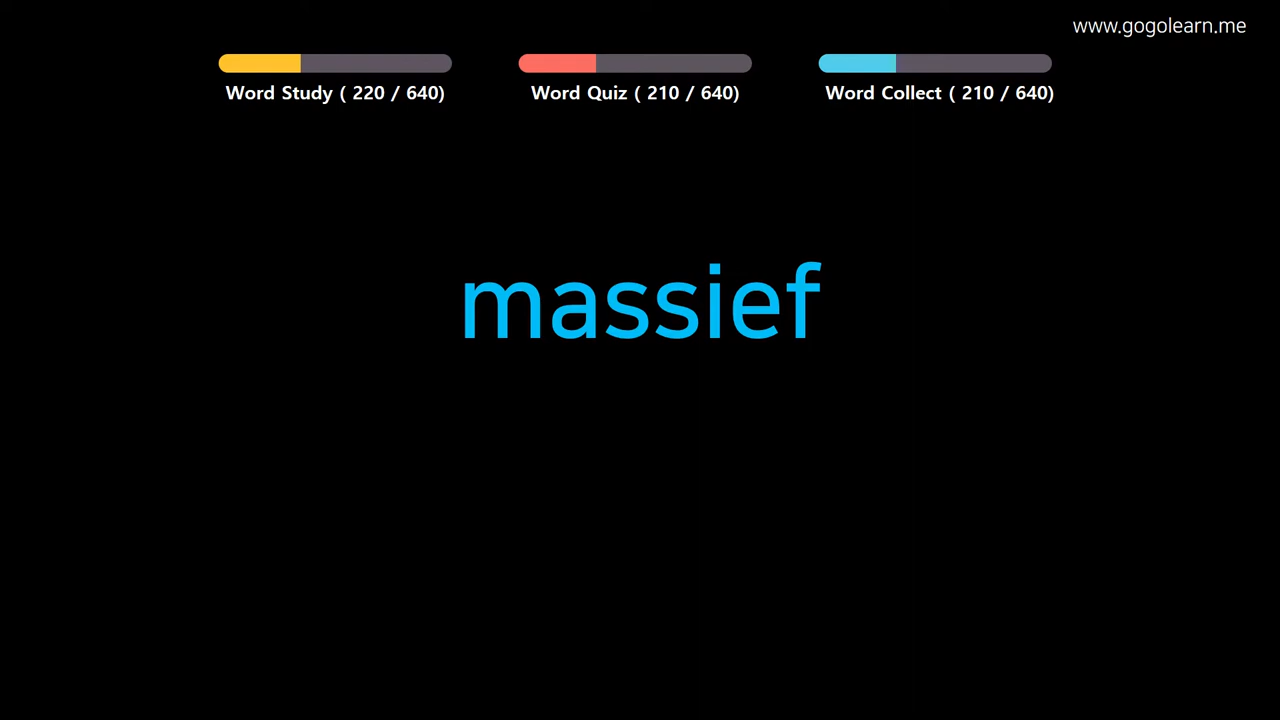 www.gogolearn.me
Word Study ( 220 / 640)
Word Quiz ( 210 / 640)
Word Collect ( 210 / 640)
massief